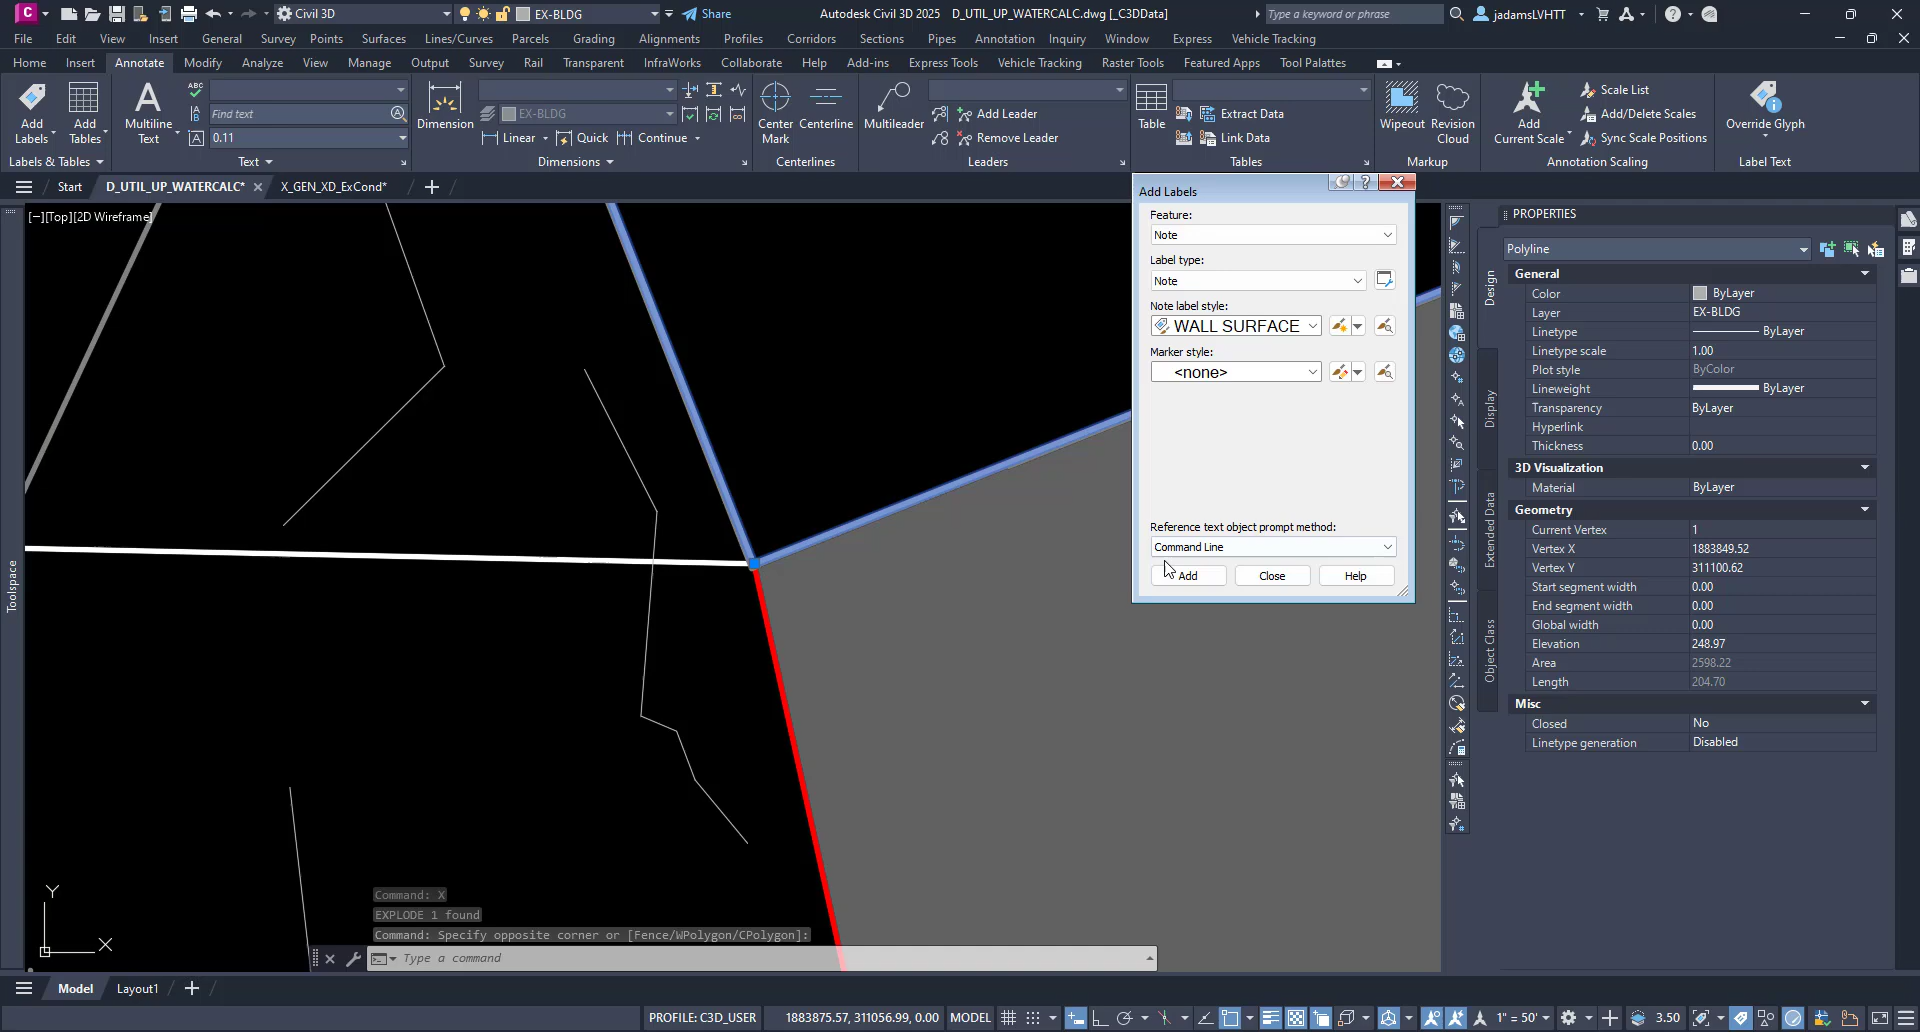 C
Civil 3D
EX-BLDG
Share
Autodesk Civil 3D 2025 D_UTIL_UP_WATERCALC.dwg [_C3DData]
Type a keyword or phrase
jadamsLVHTT
File Edit View Insert General Survey Points Surfaces Lines/Curves Parcels Grading Alignments Profiles Corridors Sections Pipes Annotation Inquiry Window Express Vehicle Tracking
Home Insert Annotate Modify Analyze View Manage Output Survey Rail Transparent InfraWorks Collaborate Help Add-ins Express Tools Vehicle Tracking Raster Tools Featured Apps Tool Palettes
Add
Labels
Add
Tables
Labels & Tables
Multiline
Text
ABC
Find text
0.11
Text
Dimension
EX-BLDG
Linear
Quick
Continue
Dimensions
Center
Mark
Centerline
Centerlines
Multileader
Add Leader
Remove Leader
Leaders
Table
Extract Data
Link Data
Tables
Wipeout
Revision
Cloud
Markup
Add
Current Scale
Scale List
Add/Delete Scales
Sync Scale Positions
Annotation Scaling
Override Glyph
Label Text
Start
D_UTIL_UP_WATERCALC*
X_GEN_XD_ExCond*
[−][Top][2D Wireframe]
Toolspace
Add Labels
Feature:
Note
Label type:
Note
Note label style:
WALL SURFACE
Marker style:
<none>
Reference text object prompt method:
Command Line
Add
Close
Help
PROPERTIES
Polyline
Design
Display
Extended Data
Object Class
General
Color ByLayer
Layer EX-BLDG
Linetype ByLayer
Linetype scale 1.00
Plot style ByColor
Lineweight ByLayer
Transparency ByLayer
Hyperlink
Thickness 0.00
3D Visualization
Material ByLayer
Geometry
Current Vertex 1
Vertex X 1883849.52
Vertex Y 311100.62
Start segment width 0.00
End segment width 0.00
Global width 0.00
Elevation 248.97
Area 2598.22
Length 204.70
Misc
Closed No
Linetype generation Disabled
Y
X
Command: X
EXPLODE 1 found
Command: Specify opposite corner or [Fence/WPolygon/CPolygon]:
Type a command
Model
Layout1
PROFILE: C3D_USER
1883875.57, 311056.99, 0.00
MODEL
1" = 50'
3.50